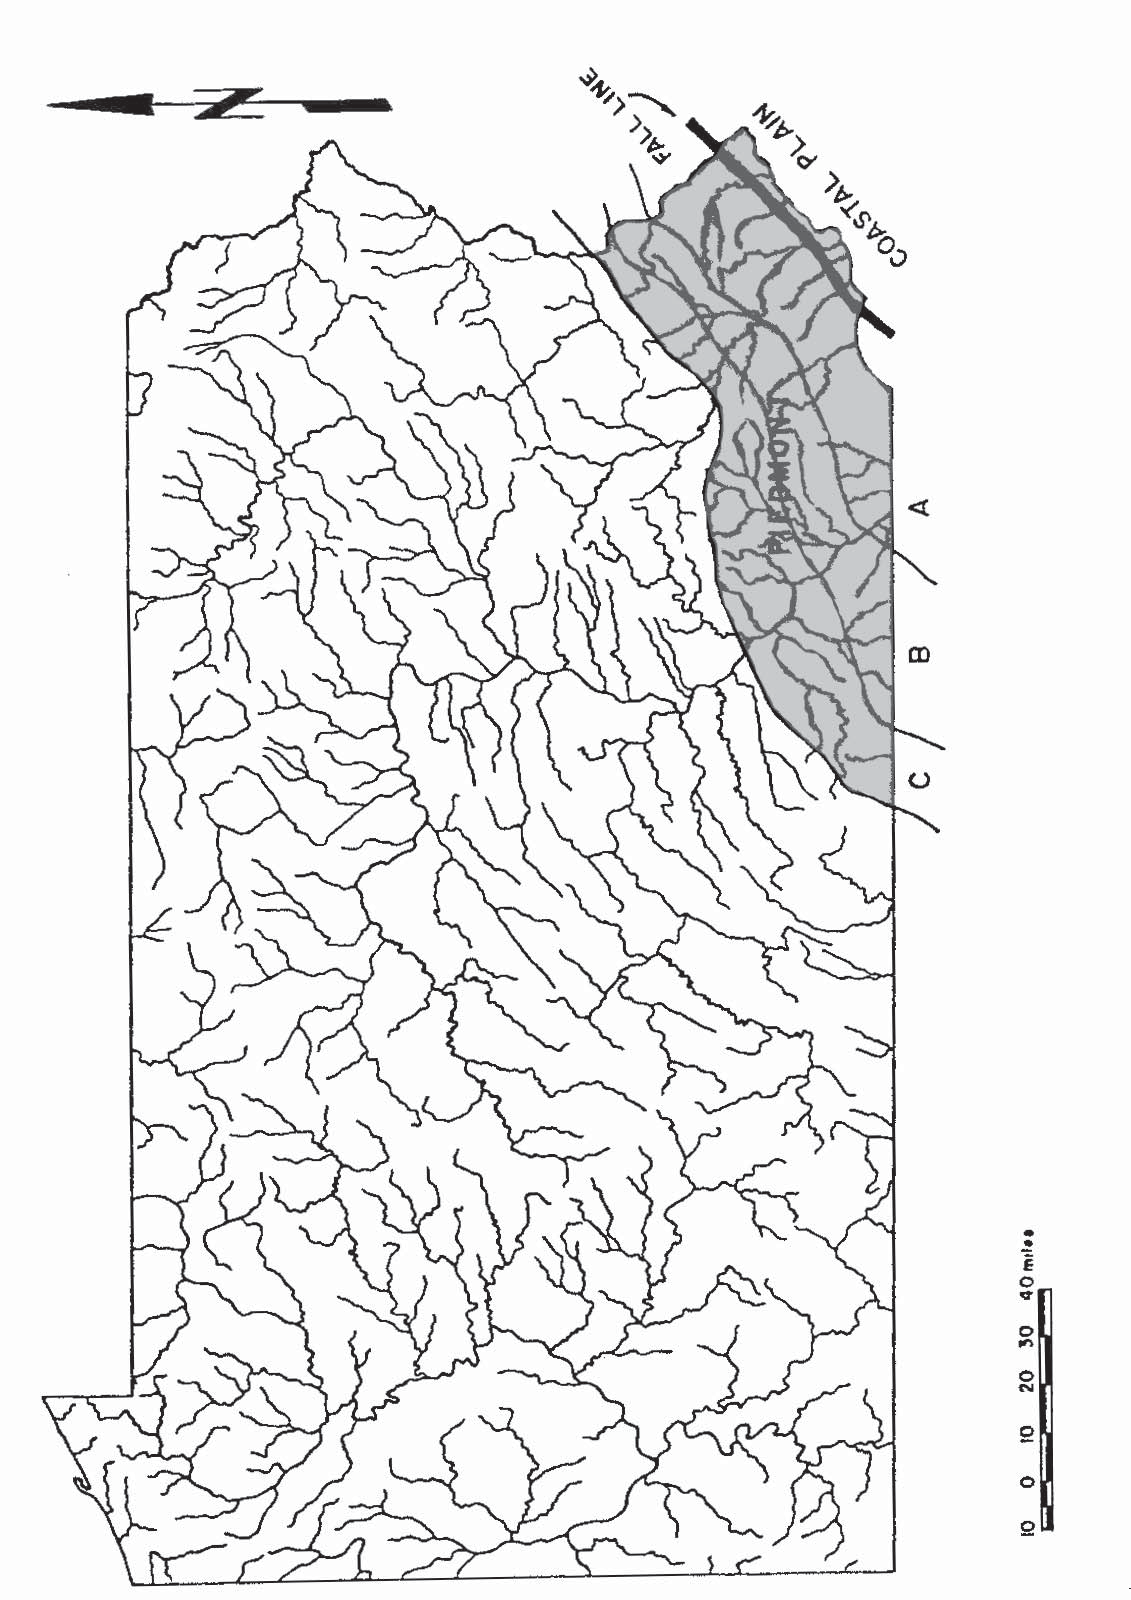 N
FALL LINE
COASTAL PLAIN
PIEDMONT
A
B
C
10 0 10 20 30 40 miles